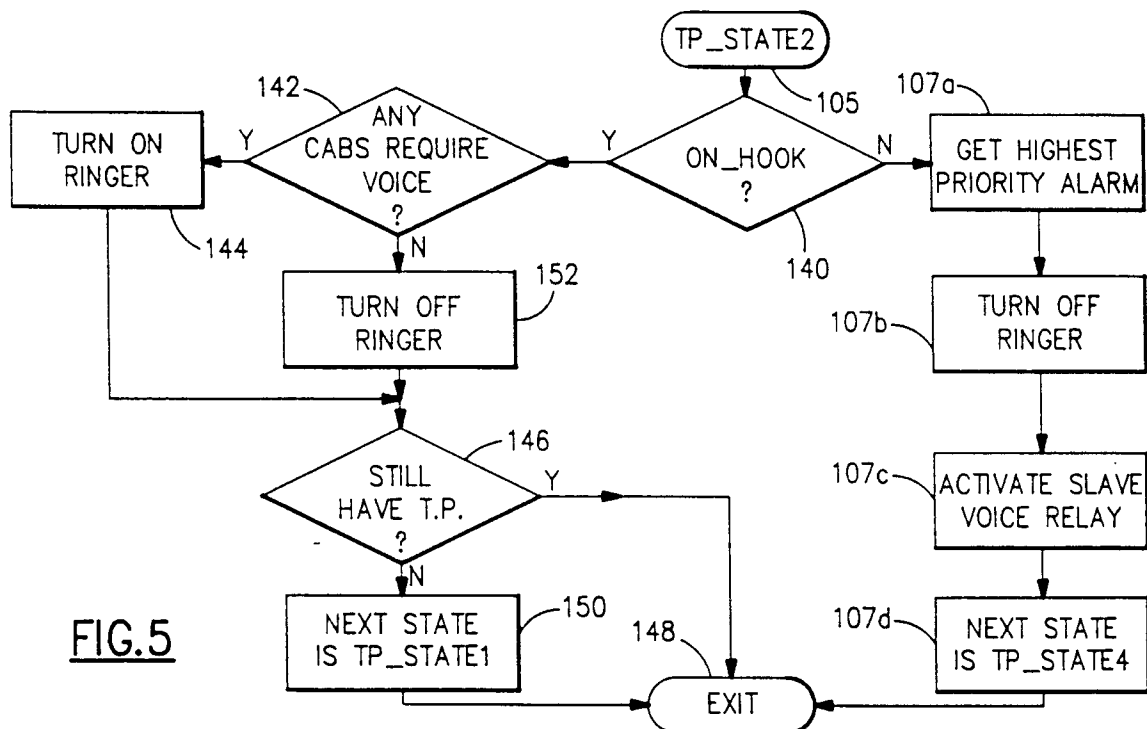 TP_STATE2
105
142
ANY
CABS REQUIRE
VOICE
?
Y
N
TURN ON
RINGER
144
Y
ON_HOOK
?
N
140
107a
GET HIGHEST
PRIORITY ALARM
152
TURN OFF
RINGER
107b
TURN OFF
RINGER
146
STILL
HAVE T.P.
?
Y
N
107c
ACTIVATE SLAVE
VOICE RELAY
150
NEXT STATE
IS TP_STATE1
148
EXIT
107d
NEXT STATE
IS TP_STATE4
FIG.5